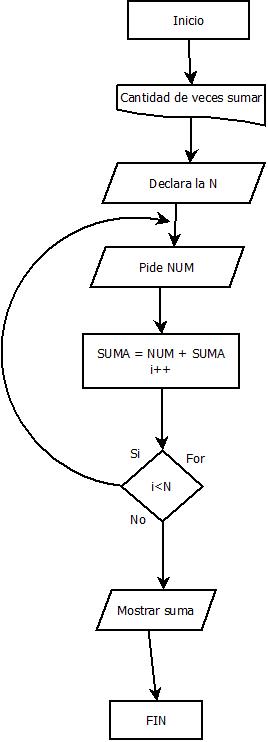 Inicio
Cantidad de veces sumar
Declara la N
Pide NUM
SUMA = NUM + SUMA
i++
Si
For
i<N
No
Mostrar suma
FIN